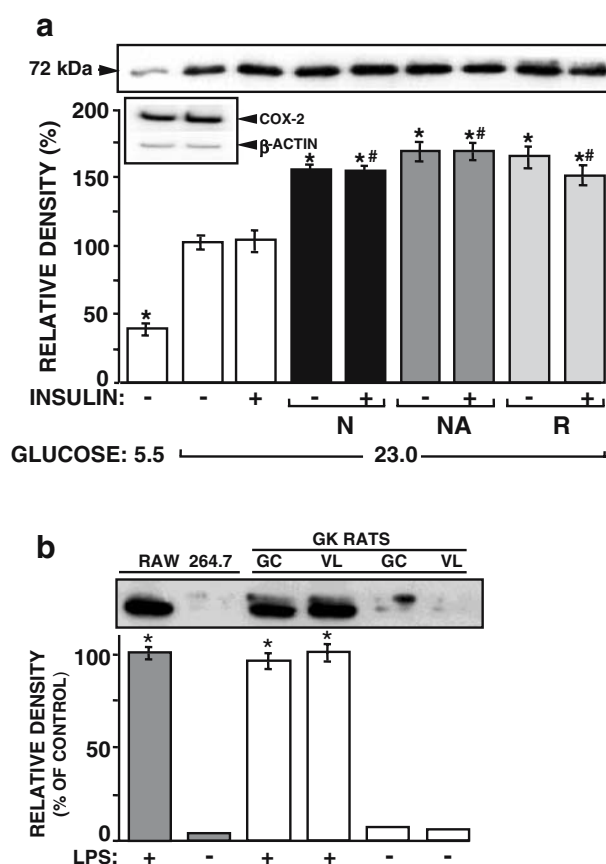 a
72 kDa
COX-2
β-ACTIN
RELATIVE DENSITY (%)
200
150
100
50
0
* * *# * *# * *#
INSULIN: - - + - + - + - +
N NA R
GLUCOSE: 5.5 23.0
b
GK RATS
RAW 264.7 GC VL GC VL
RELATIVE DENSITY
(% OF CONTROL)
100
50
0
* * *
LPS: + - + + - -